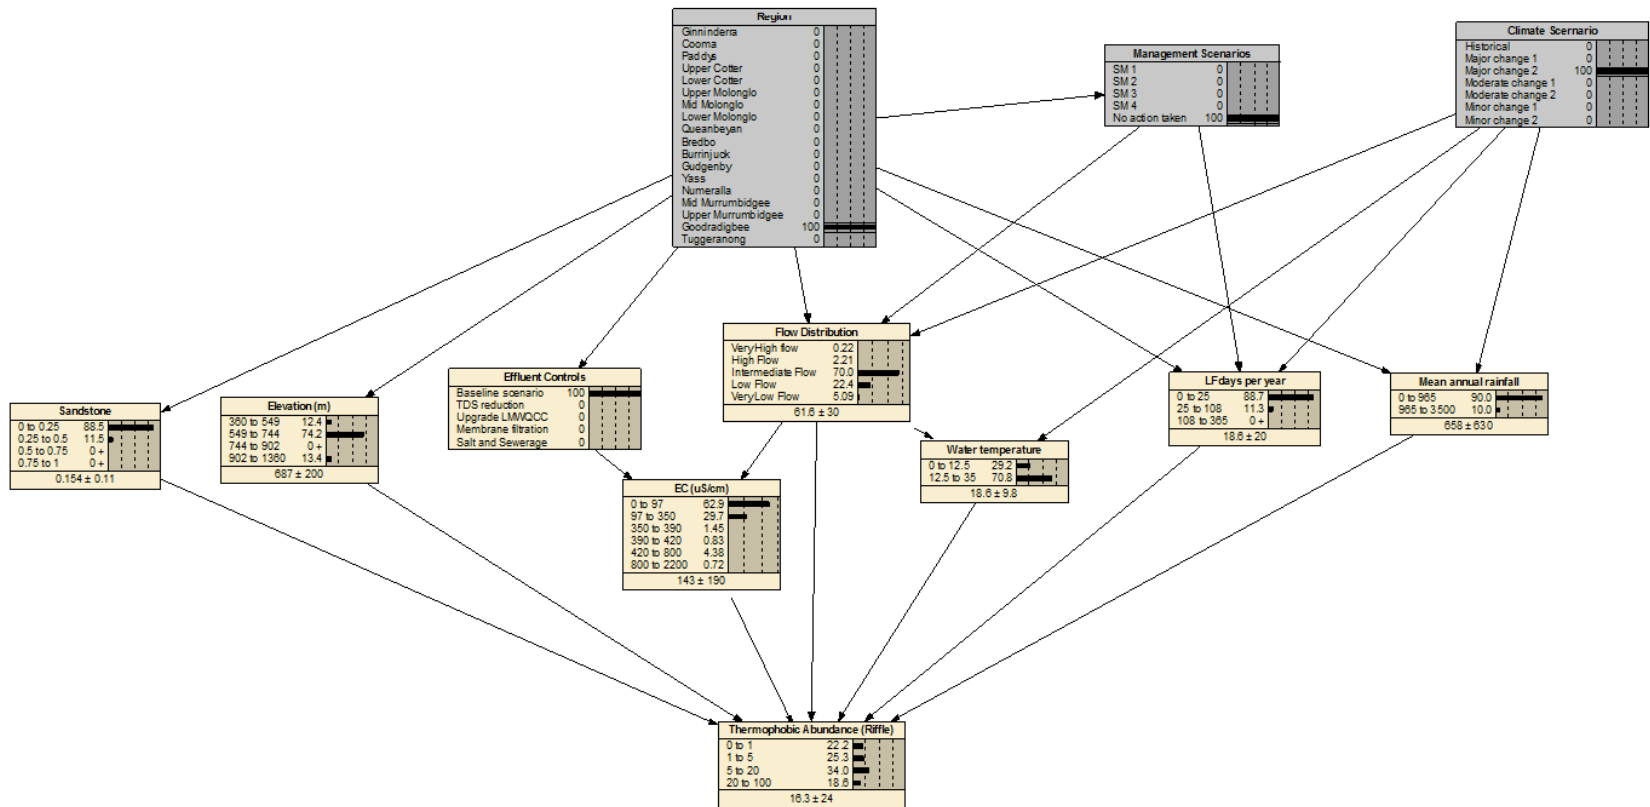 Region
Ginninderra 0
Cooma 0
Paddys 0
Upper Cotter 0
Lower Cotter 0
Upper Molonglo 0
Mid Molonglo 0
Lower Molonglo 0
Queanbeyan 0
Bredbo 0
Burrinjuck 0
Gudgenby 0
Yass 0
Numeralla 0
Mid Murrumbidgee 0
Upper Murrumbidgee 0
Goodradigbee 100
Tuggeranong 0
Management Scenarios
SM 1 0
SM 2 0
SM 3 0
SM 4 0
No action taken 100
Climate Scernario
Historical 0
Major change 1 0
Major change 2 100
Moderate change 1 0
Moderate change 2 0
Minor change 1 0
Minor change 2 0
Sandstone
0 to 0.25 88.5
0.25 to 0.5 11.5
0.5 to 0.75 0 +
0.75 to 1 0 +
0.154 ± 0.11
Elevation (m)
360 to 549 12.4
549 to 744 74.2
744 to 902 0 +
902 to 1360 13.4
687 ± 200
Effluent Controls
Baseline scenario 100
TDS reduction 0
Upgrade LMWQCC 0
Membrane filtration 0
Salt and Sewerage 0
Flow Distribution
VeryHigh flow 0.22
High Flow 2.21
Intermediate Flow 70.0
Low Flow 22.4
VeryLow Flow 5.09
61.6 ± 30
EC (uS/cm)
0 to 97 62.9
97 to 350 29.7
350 to 390 1.45
390 to 420 0.83
420 to 800 4.38
800 to 2200 0.72
143 ± 190
Water temperature
0 to 12.5 29.2
12.5 to 35 70.8
18.6 ± 9.8
LFdays per year
0 to 25 88.7
25 to 108 11.3
108 to 365 0 +
18.6 ± 20
Mean annual rainfall
0 to 965 90.0
965 to 3500 10.0
658 ± 630
Thermophobic Abundance (Riffle)
0 to 1 22.2
1 to 5 25.3
5 to 20 34.0
20 to 100 18.6
16.3 ± 24